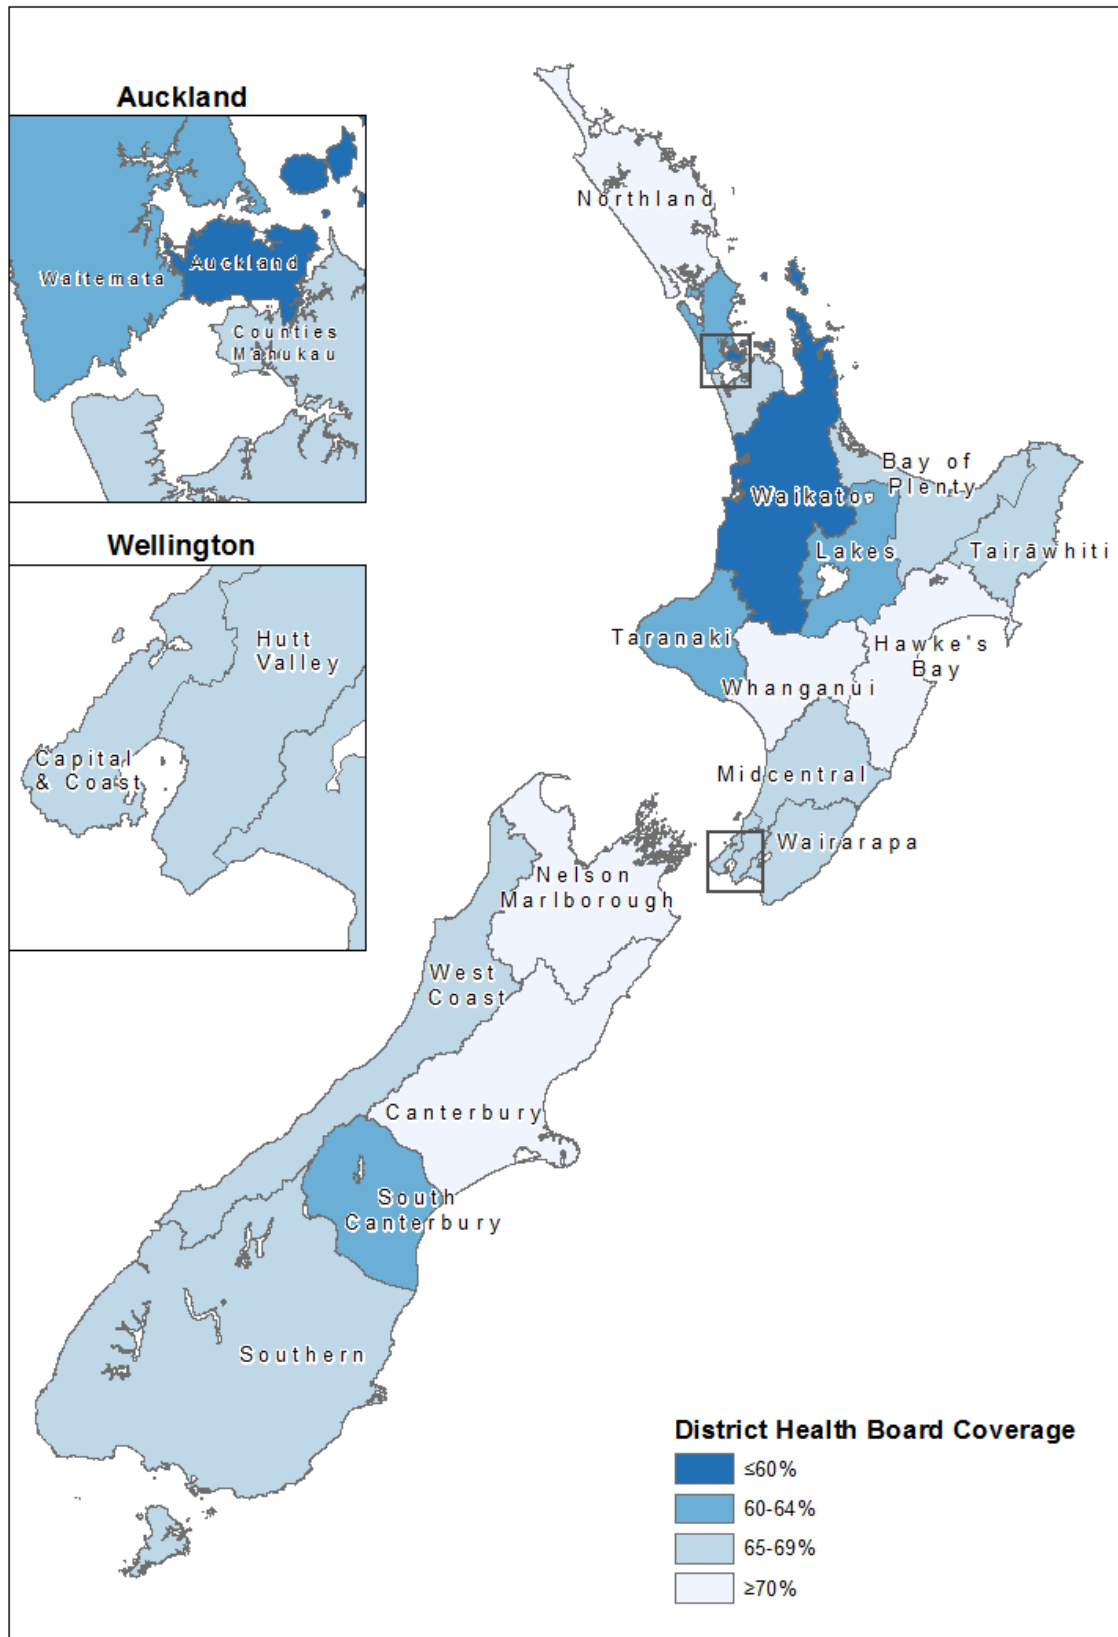 Auckland
Waitemata
Auckland
Counties
Manukau
Wellington
Hutt
Valley
Capital
& Coast
Northland
Bay of
Plenty
Waikato
Lakes
Tairāwhiti
Taranaki
Hawke's
Bay
Whanganui
Midcentral
Wairarapa
Nelson
Marlborough
West
Coast
Canterbury
South
Canterbury
Southern
District Health Board Coverage
≤60%
60-64%
65-69%
≥70%